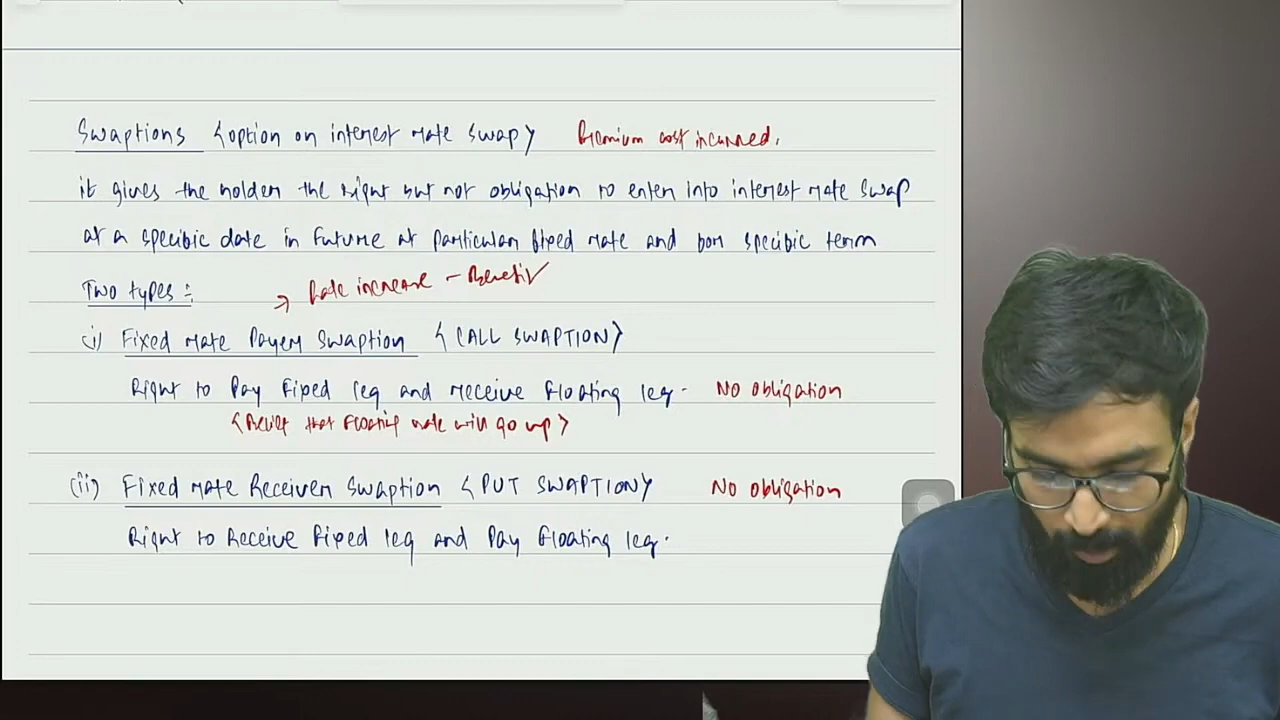 Swaptions {option on interest rate swap} Premium cost incurred.
it gives the holder the right but not obligation to enter into interest rate swap
at a specific date in future at particular fixed rate and for specific term
Two types :- → Rate increase - Benefit ✓
(i) Fixed rate Payer Swaption {CALL SWAPTION}
Right to Pay Fixed leg and receive Floating leg. No obligation
{Belief that Floating rate will go up}
(ii) Fixed rate Receiver Swaption {PUT SWAPTION} No obligation
Right to Receive Fixed leg and Pay Floating leg.